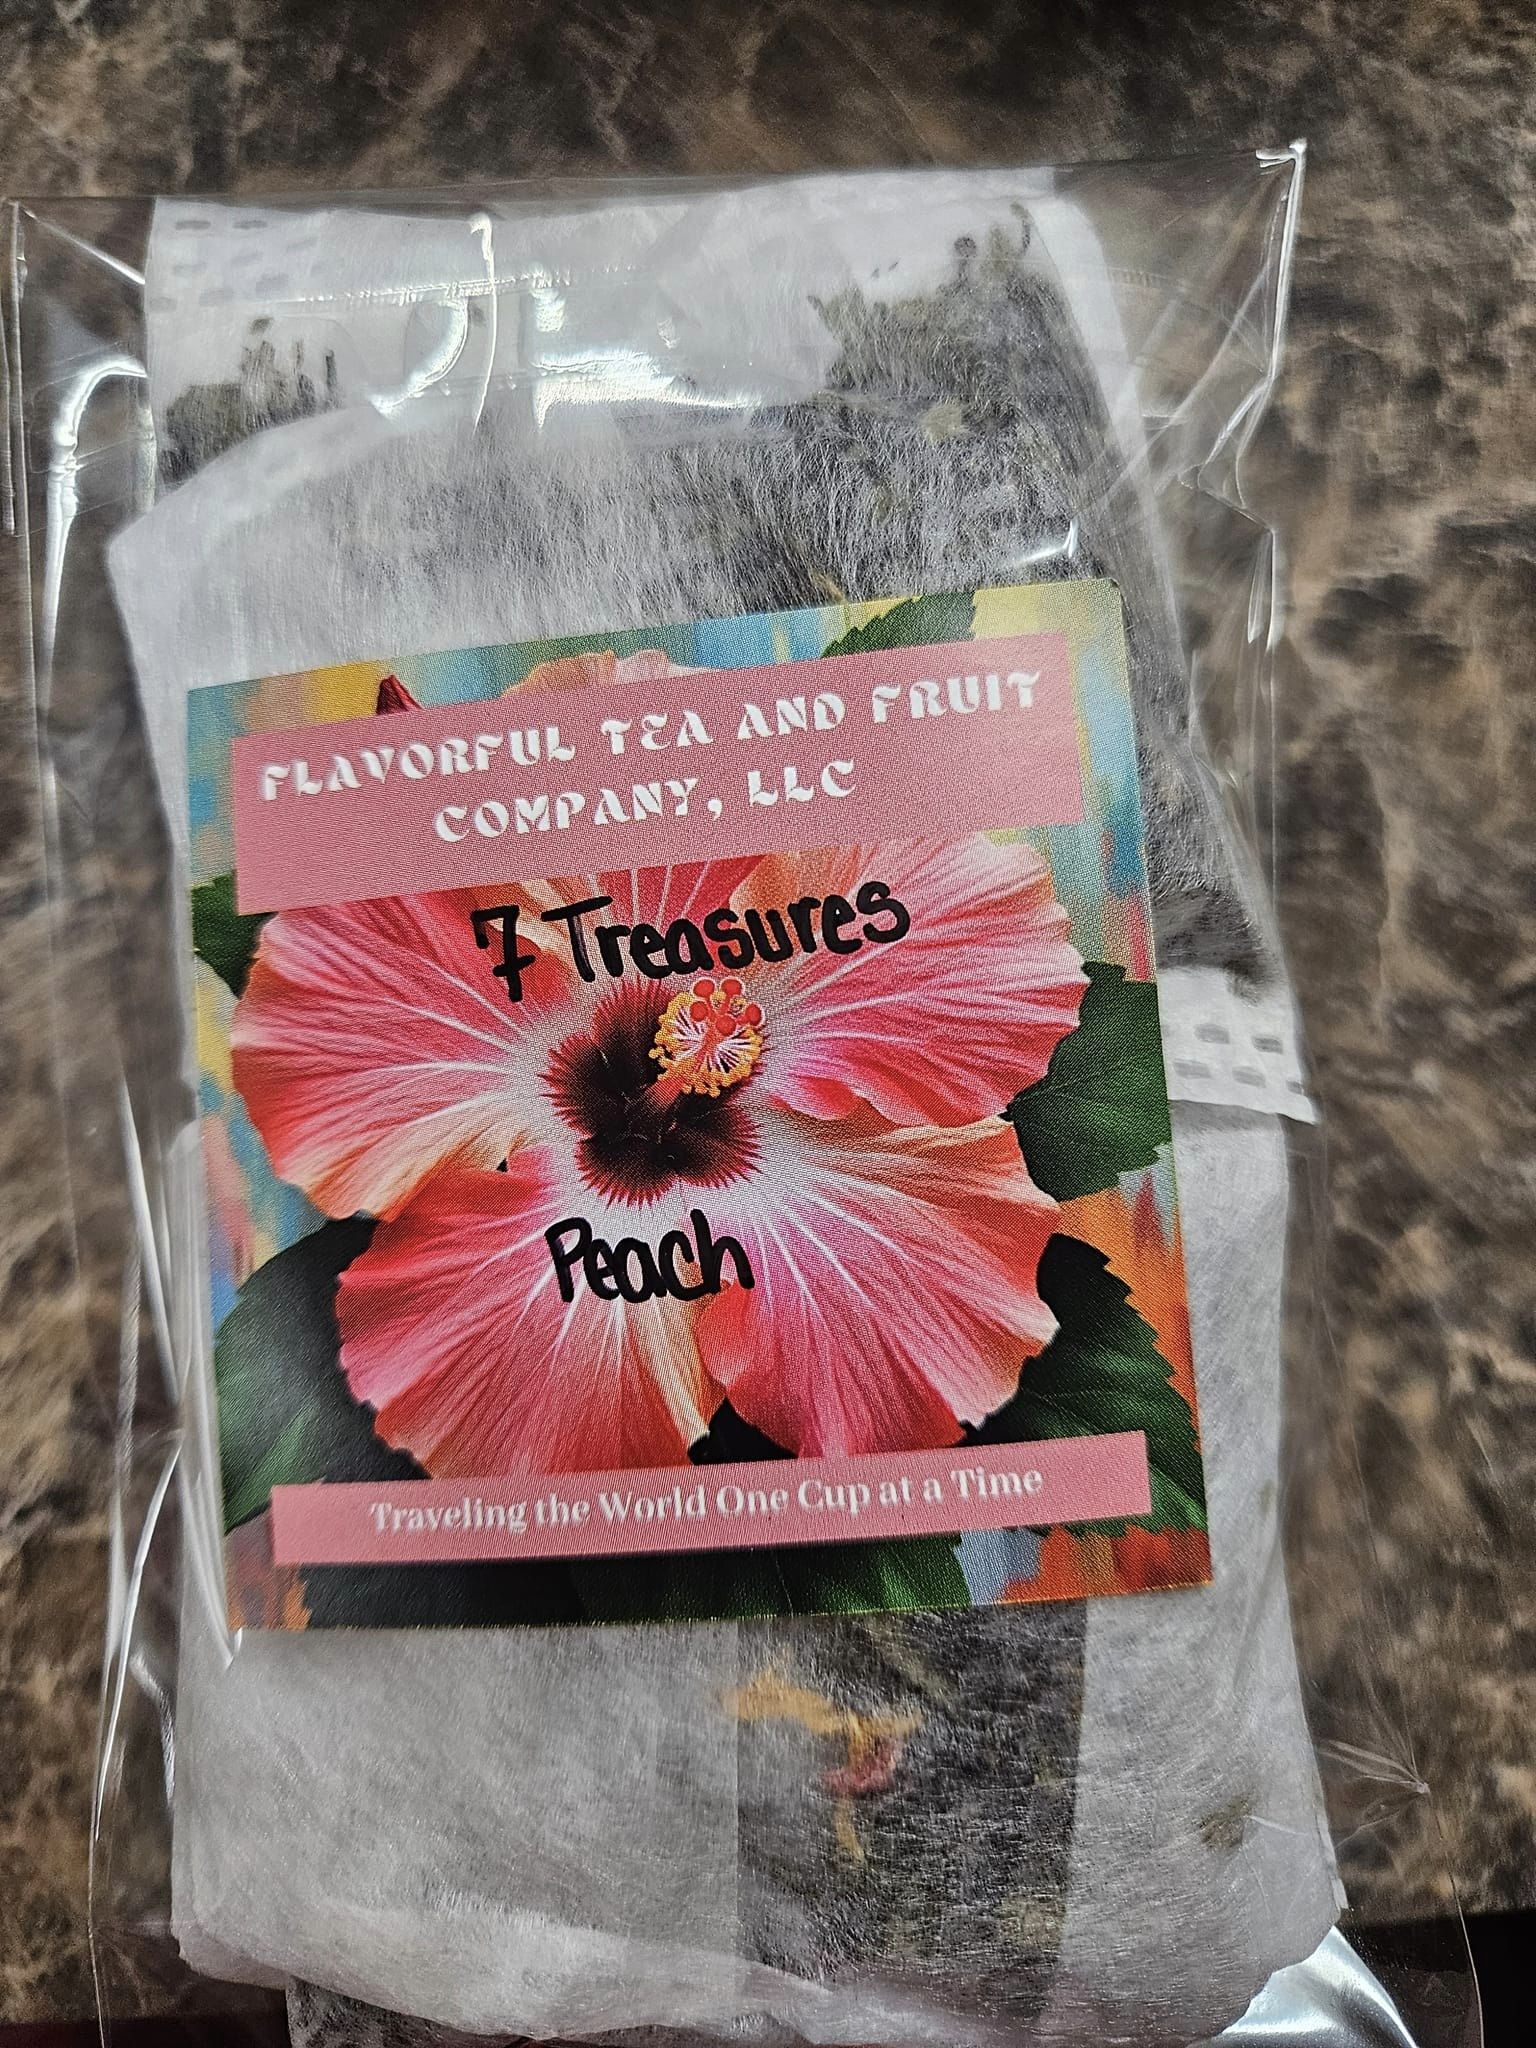 FLAVORFUL TEA AND FRUIT
COMPANY, LLC
7 Treasures
Peach
Traveling the World One Cup at a Time